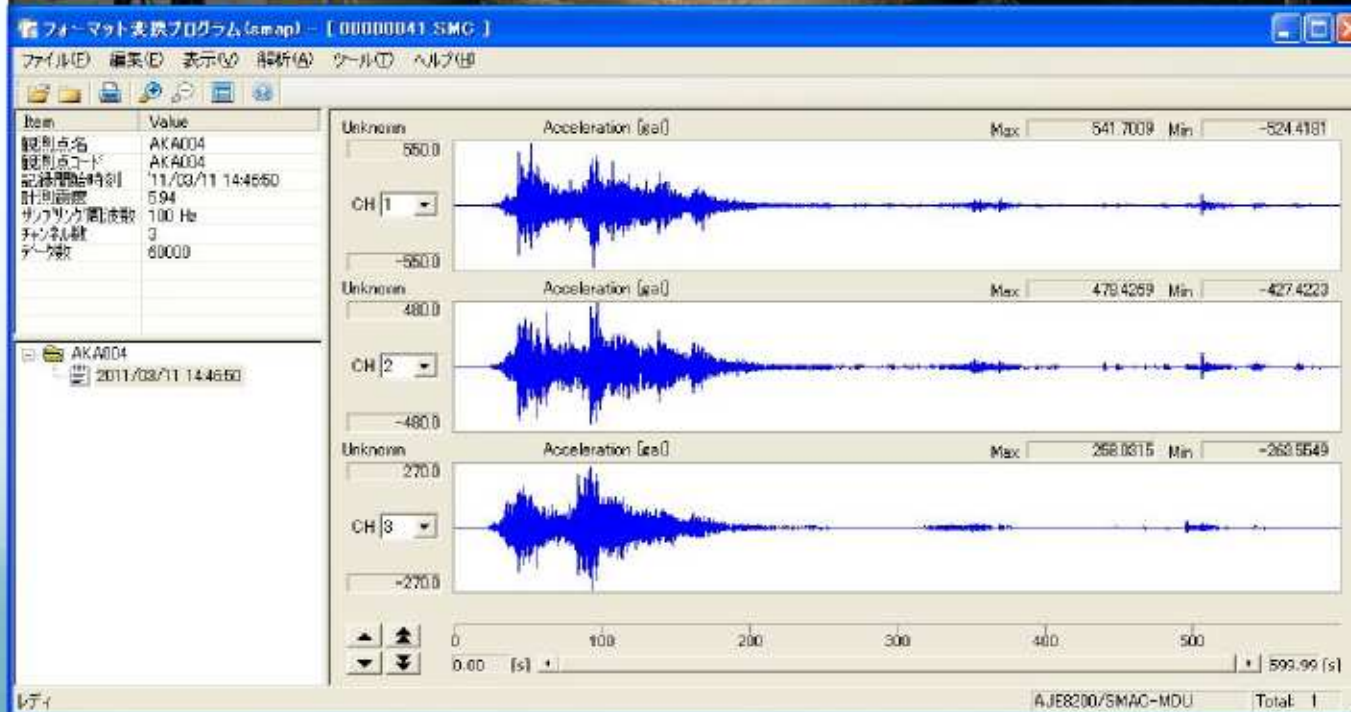 フォーマット変換プログラム(smap) - [ 00000041.SMC ]
ファイル(F) 編集(E) 表示(V) 解析(A) ツール(T) ヘルプ(H)
Item Value
観測点名 AKA004
観測点コード AKA004
記録開始時刻 '11/03/11 14:46:50
計測震度 5.94
サンプリング周波数 100 Hz
チャンネル数 3
データ数 60000
AKA004
2011/03/11 14:46:50
Unknown Acceleration [gal] Max 541.7009 Min -524.4181
550.0
CH 1
-550.0
Unknown Acceleration [gal] Max 478.4259 Min -427.4223
480.0
CH 2
-480.0
Unknown Acceleration [gal] Max 258.0315 Min -263.5549
270.0
CH 3
-270.0
0 100 200 300 400 500
0.00 [s] 599.99 [s]
レディ AJE8200/SMAC-MDU Total: 1